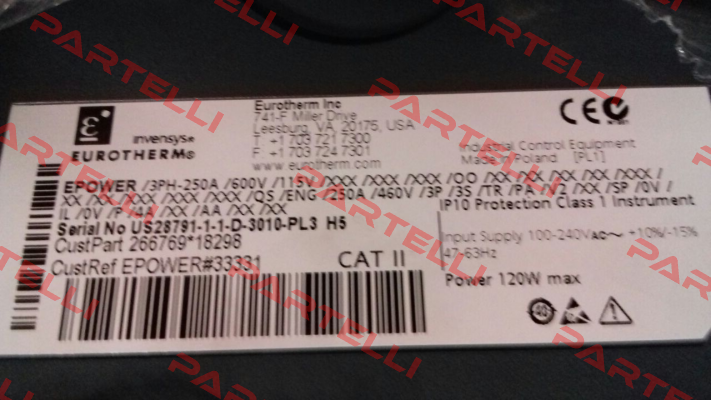 invensys
EUROTHERM®
Eurotherm Inc
741-F Miller Drive
Leesburg, VA, 20175, USA
T +1 703 721 7300
F +1 703 724 7301
www.eurotherm.com
CE
Industrial Control Equipment
Made Poland [PL1]
EPOWER /3PH-250A /600V /115V /XXX /XXX /XXX /OO /XX /XX /XX /XX /XXX /
XX /XX /XXX /XX /XXX /XXX /QS /ENG /250A /460V /3P /3S /TR /PA /V2 /XX /SP /0V /
IL /0V /P /4A /XX /AA /XX /XX
IP10 Protection Class 1 Instrument
Serial No US28791-1-1-D-3010-PL3 H5
CustPart 266769*18298
CustRef EPOWER#33331
CAT II
Input Supply 100-240V AC +10%/-15%
47-63Hz
Power 120W max
PARTELLI
PARTELLI
PARTELLI
PARTELLI
PARTELLI
PARTELLI
PARTELLI